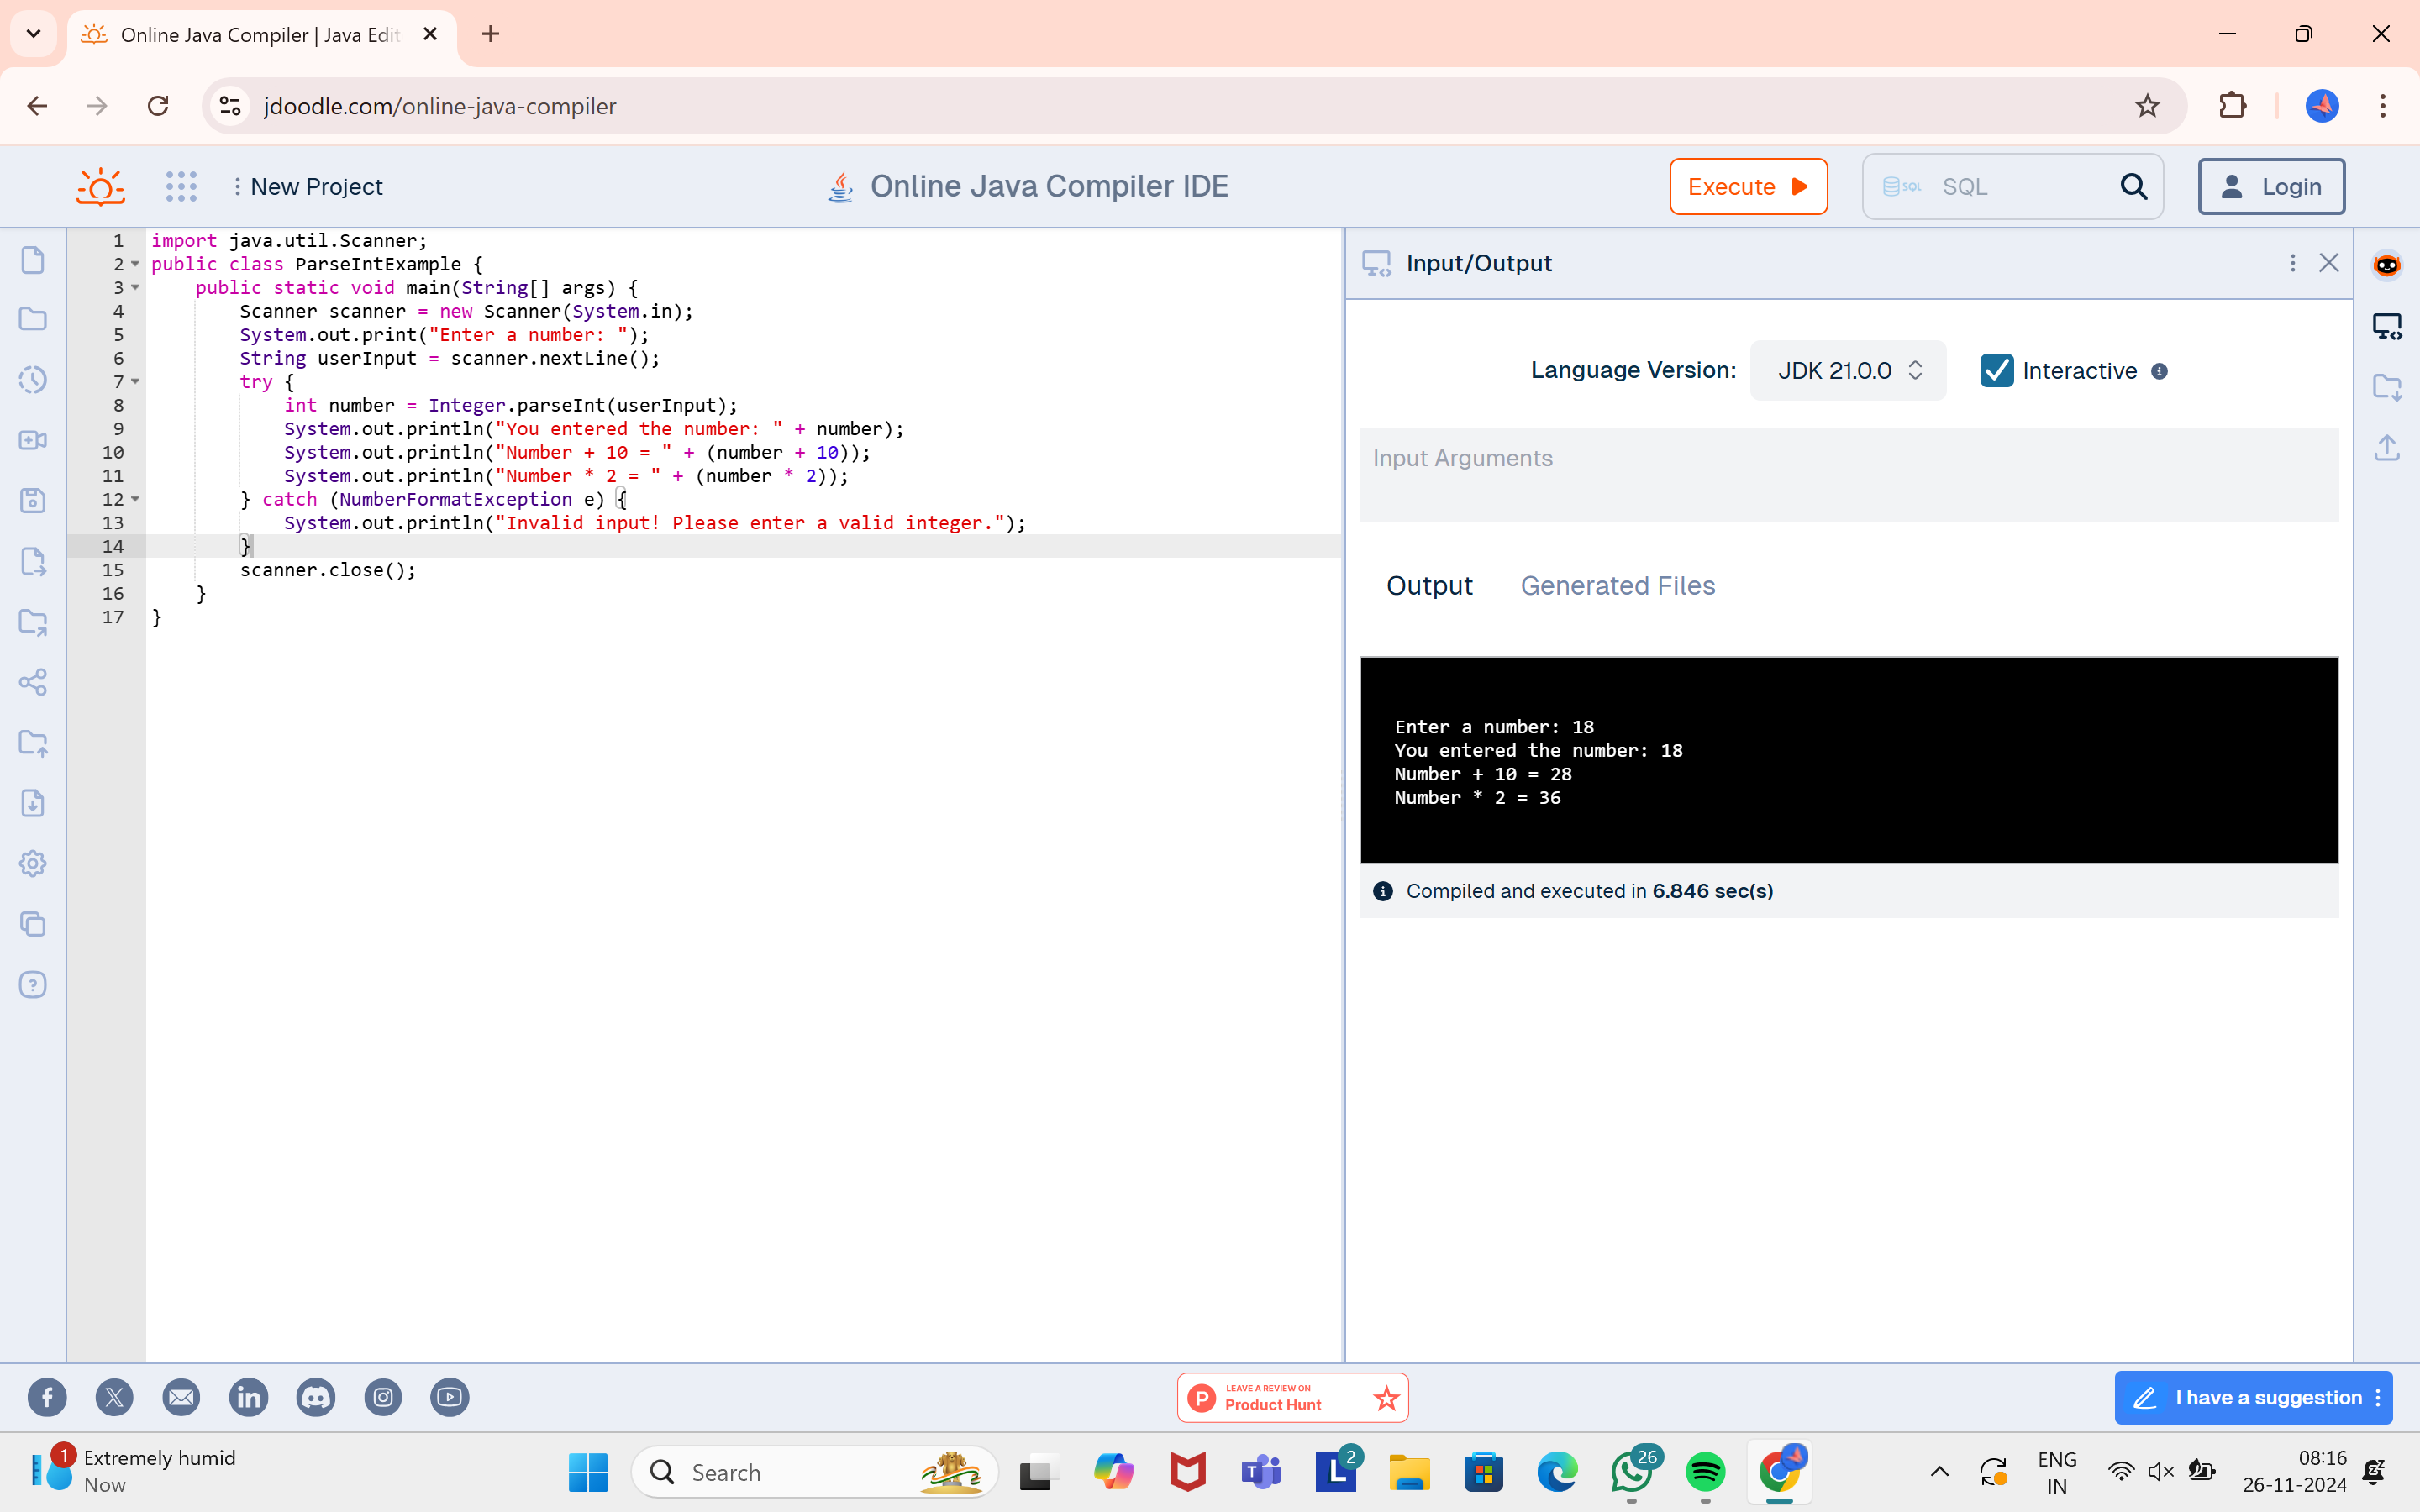 Online Java Compiler | Java Edit
jdoodle.com/online-java-compiler
New Project
Online Java Compiler IDE
Execute
SQL
SQL
Login
1 import java.util.Scanner;
2 public class ParseIntExample {
3     public static void main(String[] args) {
4         Scanner scanner = new Scanner(System.in);
5         System.out.print("Enter a number: ");
6         String userInput = scanner.nextLine();
7         try {
8             int number = Integer.parseInt(userInput);
9             System.out.println("You entered the number: " + number);
10             System.out.println("Number + 10 = " + (number + 10));
11             System.out.println("Number * 2 = " + (number * 2));
12         } catch (NumberFormatException e) {
13             System.out.println("Invalid input! Please enter a valid integer.");
14         }
15         scanner.close();
16     }
17 }
Input/Output
Language Version: JDK 21.0.0 Interactive
Input Arguments
Output Generated Files
Enter a number: 18
You entered the number: 18
Number + 10 = 28
Number * 2 = 36
Compiled and executed in 6.846 sec(s)
LEAVE A REVIEW ON
Product Hunt
I have a suggestion
1
Extremely humid
Now
Search
L
2
26
ENG
IN
08:16
26-11-2024